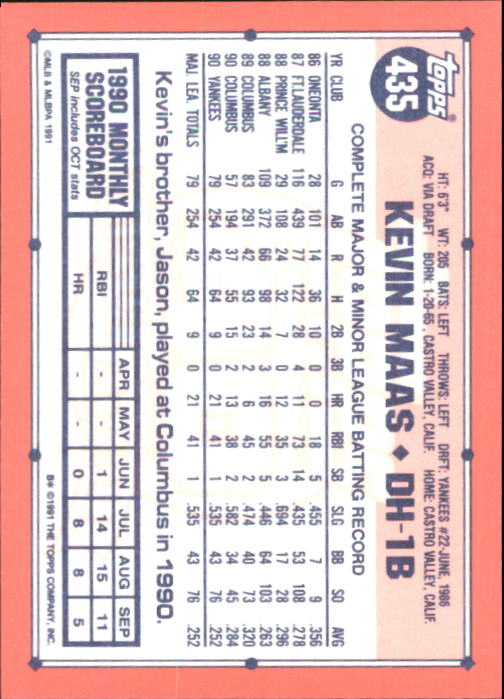 TOPPS®
435
KEVIN MAAS ♦ DH-1B
HT: 6'3" WT: 205 BATS: LEFT THROWS: LEFT DRFT: YANKEES #22-JUNE, 1986
ACQ: VIA DRAFT BORN: 1-20-65, CASTRO VALLEY, CALIF. HOME: CASTRO VALLEY, CALIF.
COMPLETE MAJOR & MINOR LEAGUE BATTING RECORD
YR CLUB G AB R H 2B 3B HR RBI SB SLG BB SO AVG
86 ONEONTA 28 101 14 36 10 0 0 18 5 .455 7 9 .356
87 FT.LAUDERDALE 116 439 77 122 28 4 11 73 14 .435 53 108 .278
88 PRINCE WILL'M 29 108 24 32 7 0 12 35 3 .694 17 28 .296
88 ALBANY 109 372 66 98 14 3 16 55 5 .446 64 103 .263
89 COLUMBUS 83 291 42 93 23 2 6 45 2 .474 40 73 .320
90 COLUMBUS 57 194 37 55 15 2 13 38 2 .582 34 45 .284
90 YANKEES 79 254 42 64 9 0 21 41 1 .535 43 76 .252
MAJ. LEA. TOTALS 79 254 42 64 9 0 21 41 1 .535 43 76 .252
Kevin's brother, Jason, played at Columbus in 1990.
1990 MONTHLY SCOREBOARD
SEP includes OCT stats
APR MAY JUN JUL AUG SEP
RBI - - 1 14 15 11
HR - - 0 8 8 5
©MLB & MLBPA 1991
B* ©1991 THE TOPPS COMPANY, INC.